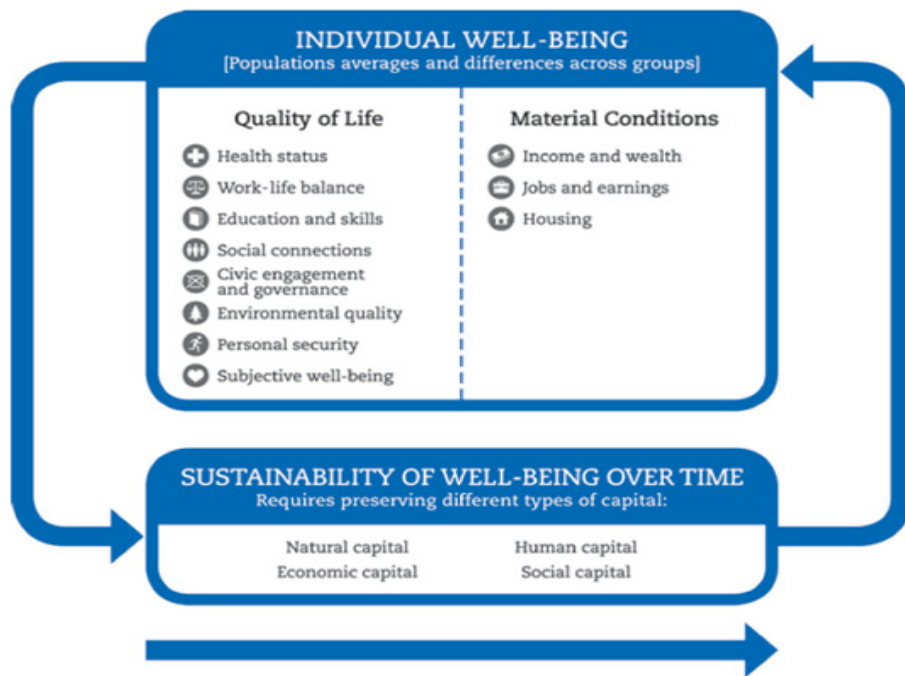 INDIVIDUAL WELL-BEING
[Populations averages and differences across groups]
Quality of Life
Health status
Work-life balance
Education and skills
Social connections
Civic engagement
and governance
Environmental quality
Personal security
Subjective well-being
Material Conditions
Income and wealth
Jobs and earnings
Housing
SUSTAINABILITY OF WELL-BEING OVER TIME
Requires preserving different types of capital:
Natural capital
Human capital
Economic capital
Social capital